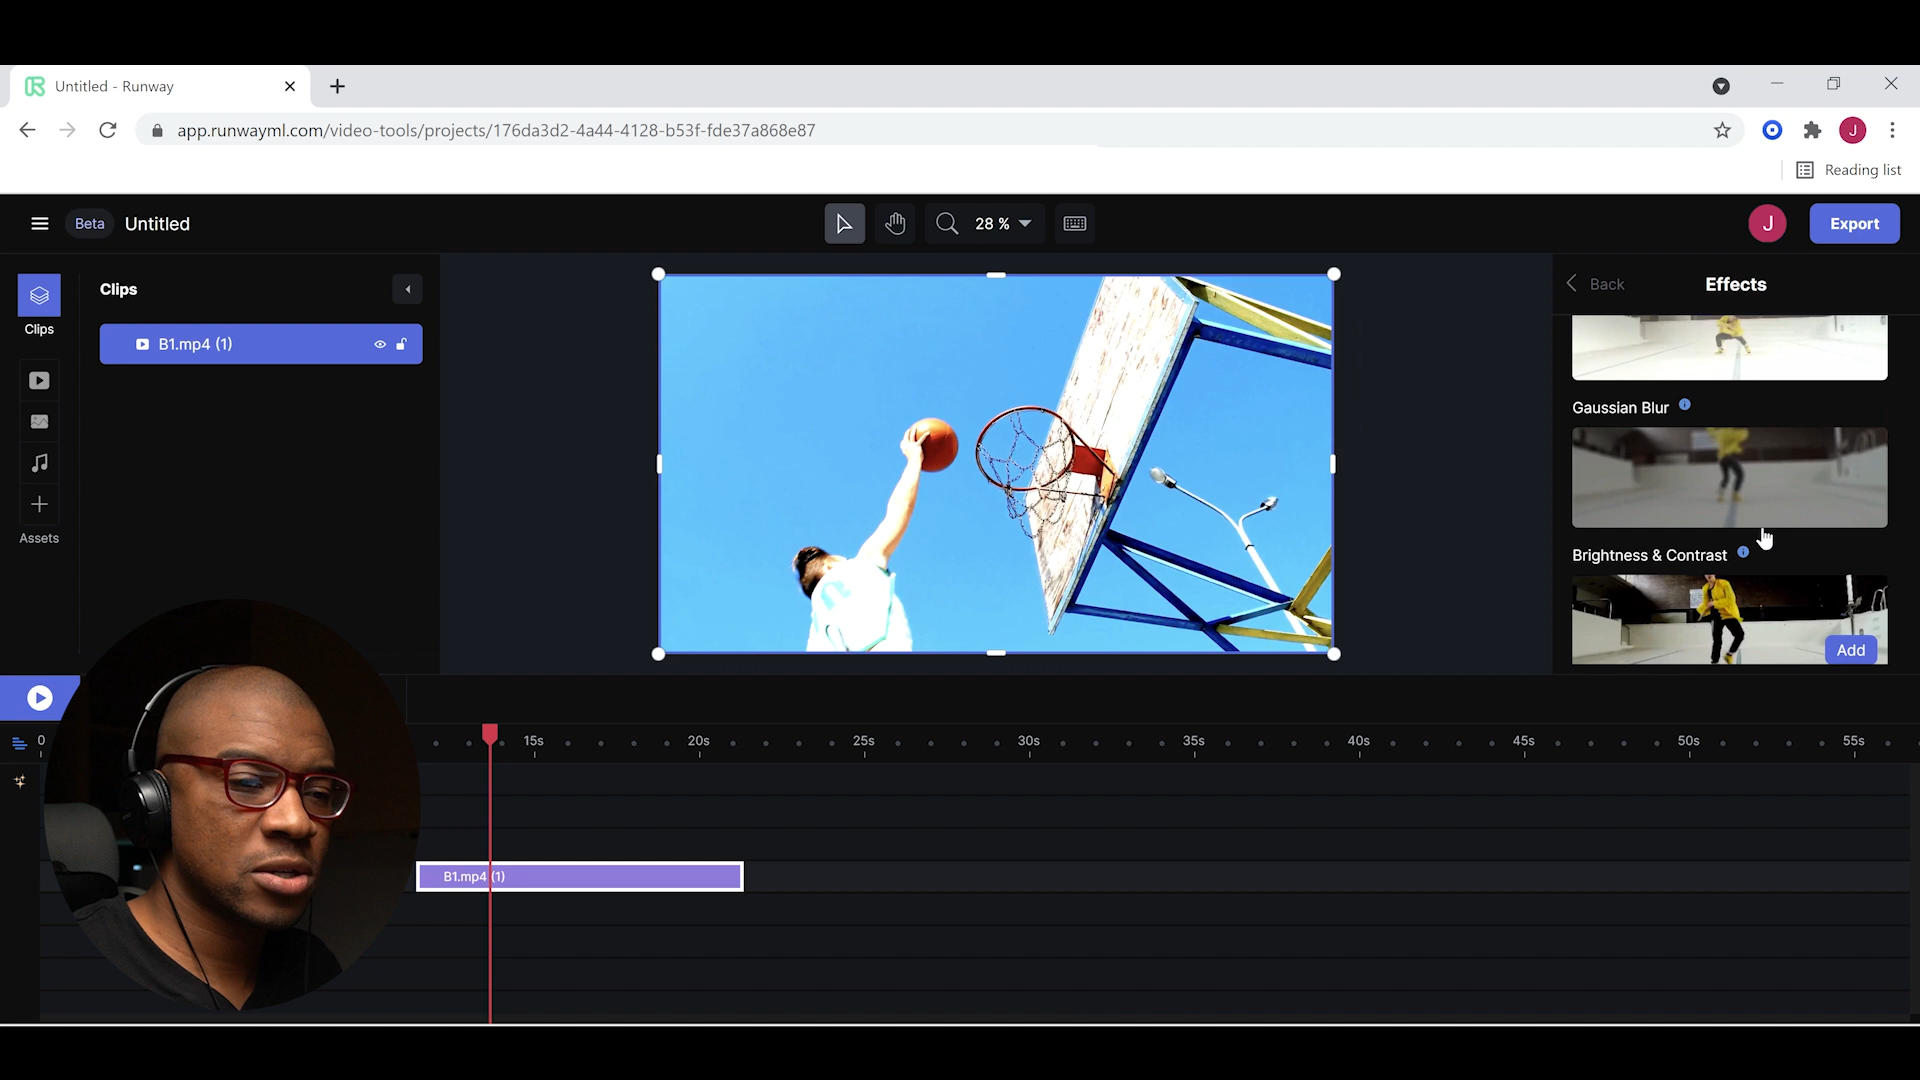 Untitled - Runway
app.runwayml.com/video-tools/projects/176da3d2-4a44-4128-b53f-fde37a868e87
J
Reading list
Beta
Untitled
28 %
J
Export
Clips
Clips
B1.mp4 (1)
Assets
Back
Effects
Gaussian Blur
Brightness & Contrast
Add
0
15s
20s
25s
30s
35s
40s
45s
50s
55s
B1.mp4 (1)